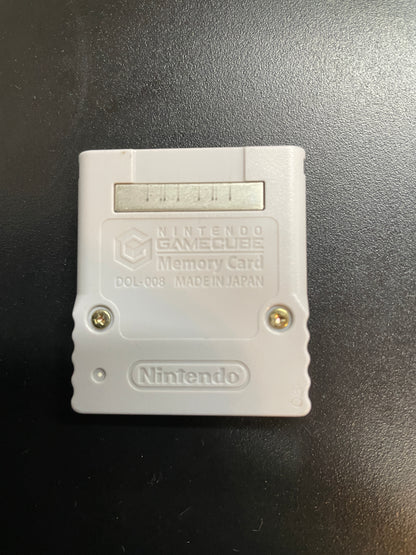 NINTENDO
GAMECUBE
Memory Card
DOL-008 MADE IN JAPAN
Nintendo